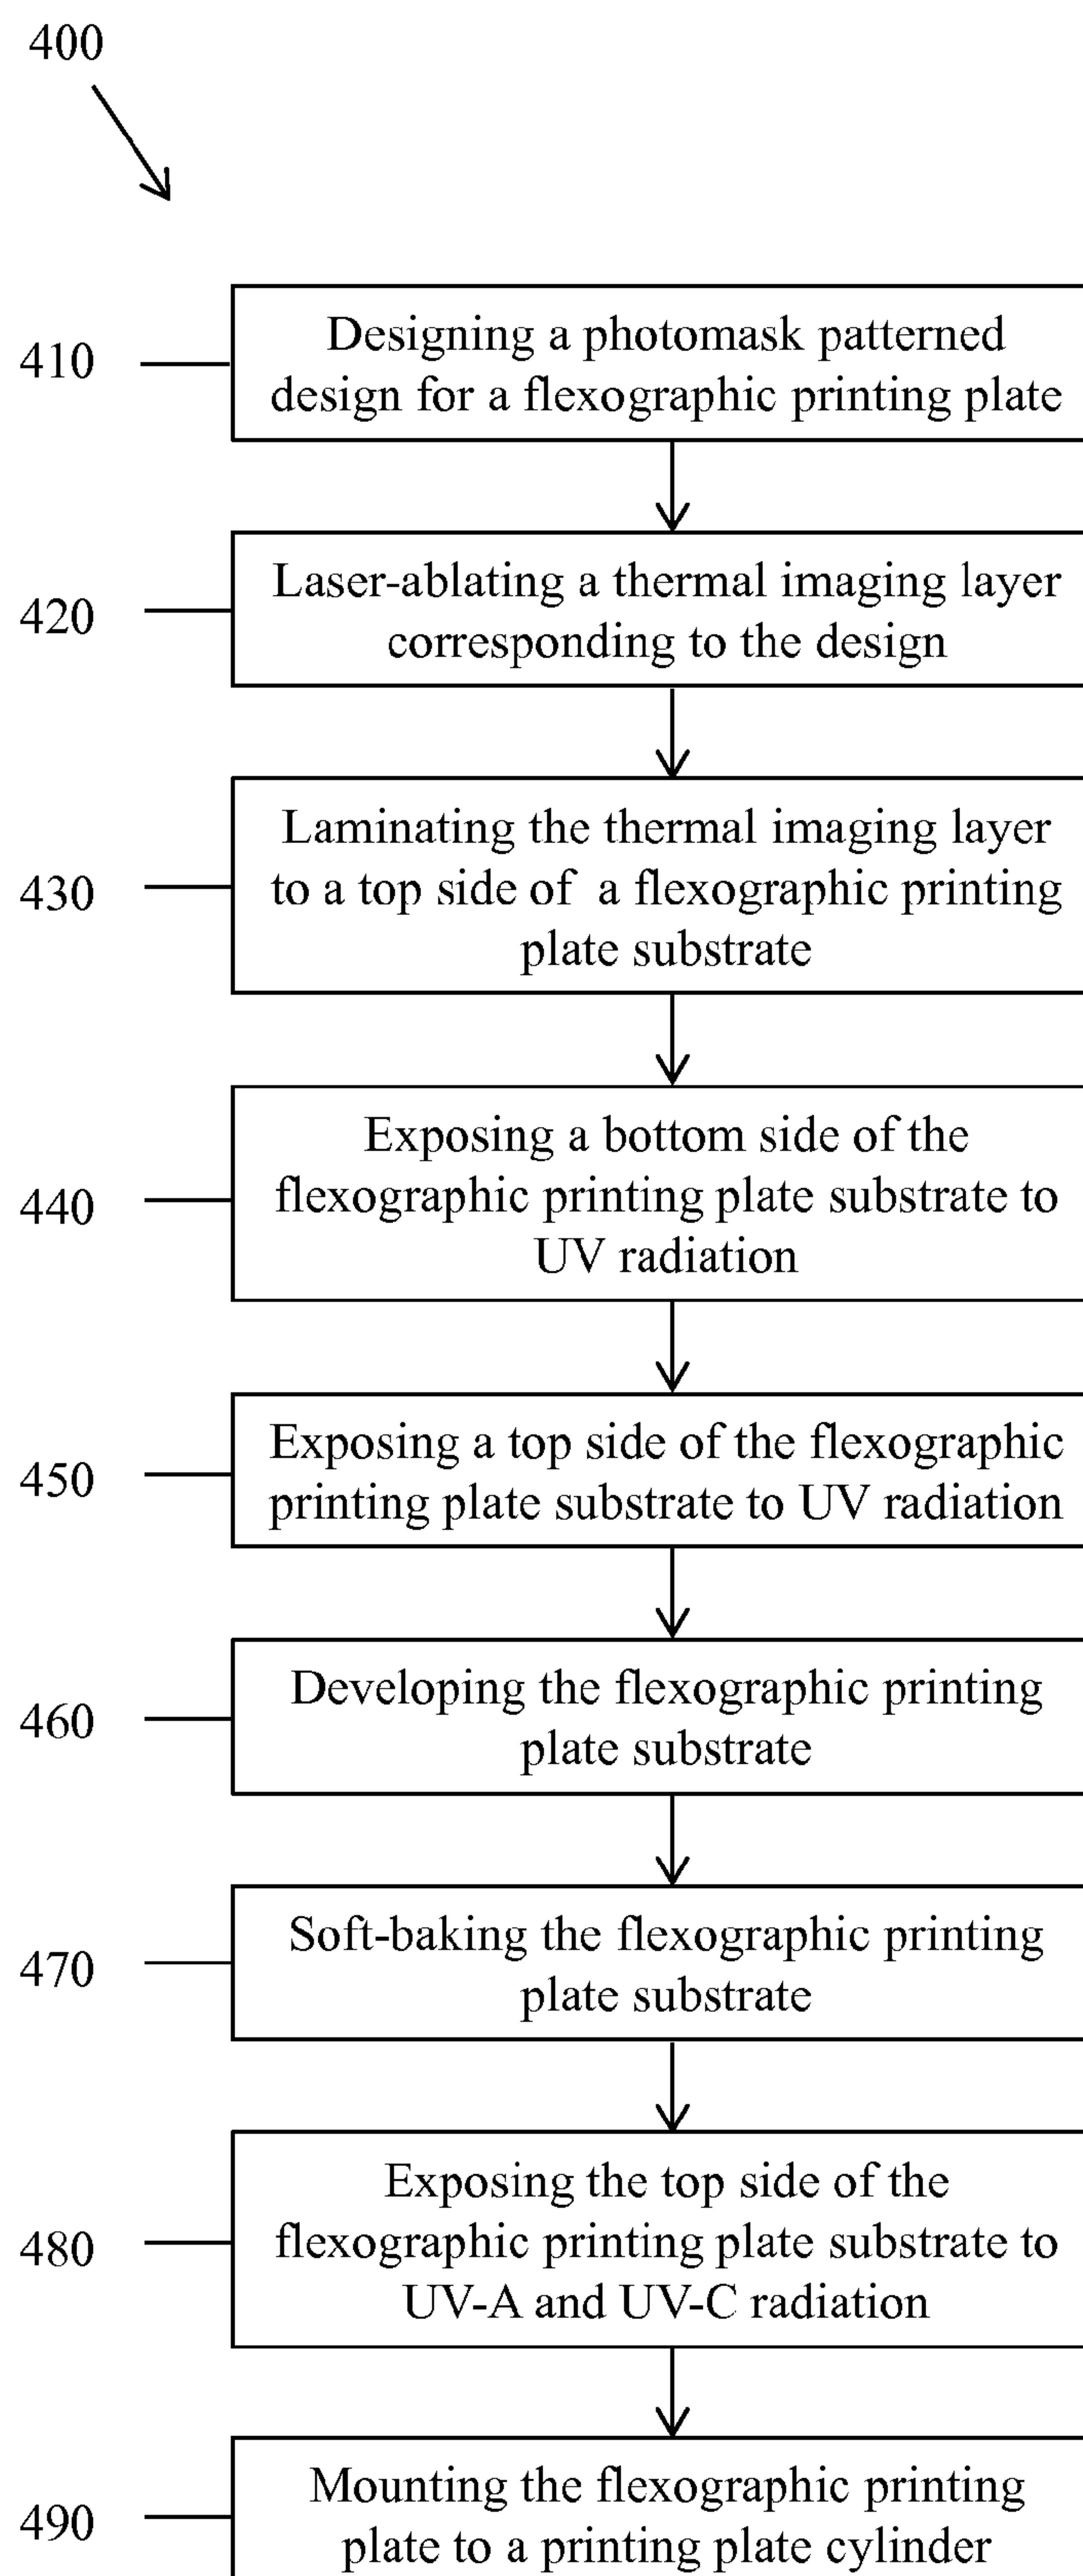 400
410
Designing a photomask patterned
design for a flexographic printing plate
420
Laser-ablating a thermal imaging layer
corresponding to the design
430
Laminating the thermal imaging layer
to a top side of a flexographic printing
plate substrate
440
Exposing a bottom side of the
flexographic printing plate substrate to
UV radiation
450
Exposing a top side of the flexographic
printing plate substrate to UV radiation
460
Developing the flexographic printing
plate substrate
470
Soft-baking the flexographic printing
plate substrate
480
Exposing the top side of the
flexographic printing plate substrate to
UV-A and UV-C radiation
490
Mounting the flexographic printing
plate to a printing plate cylinder